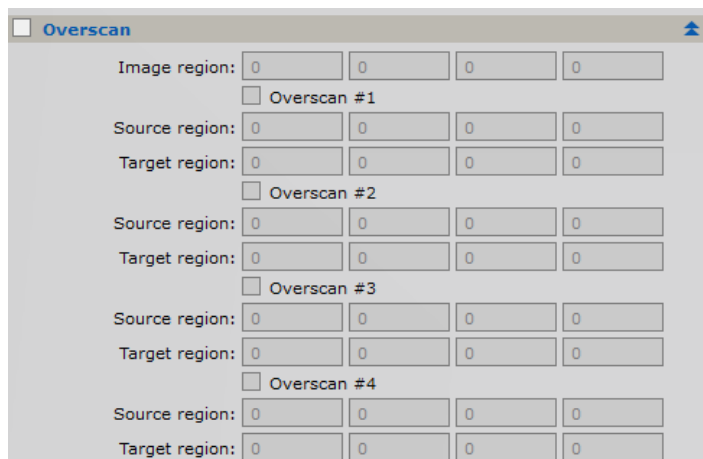 Overscan
Image region: 0 0 0 0
Overscan #1
Source region: 0 0 0 0
Target region: 0 0 0 0
Overscan #2
Source region: 0 0 0 0
Target region: 0 0 0 0
Overscan #3
Source region: 0 0 0 0
Target region: 0 0 0 0
Overscan #4
Source region: 0 0 0 0
Target region: 0 0 0 0